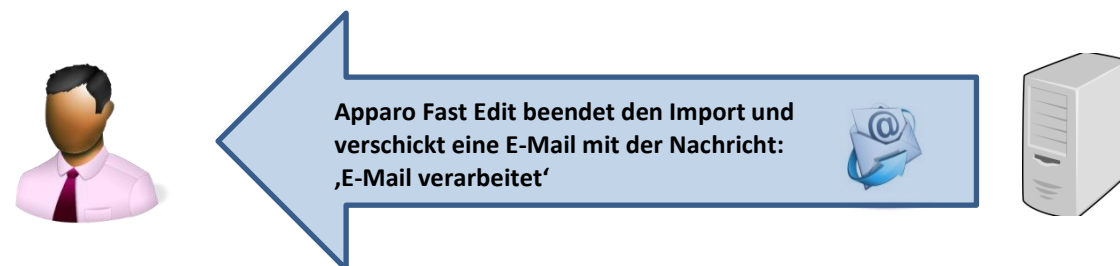 Apparo Fast Edit beendet den Import und
verschickt eine E-Mail mit der Nachricht:
‚E-Mail verarbeitet‘